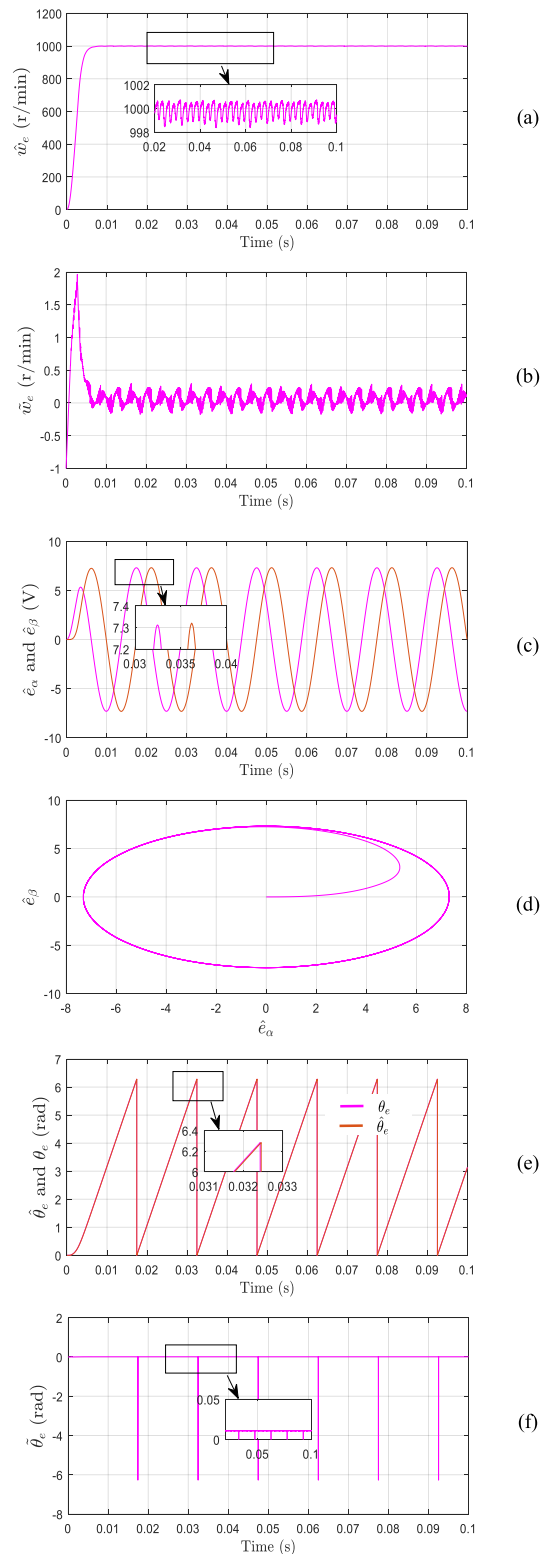 1200
1000
800
600
400
200
0
ŵₑ (r/min)
1002
1000
998
0.02 0.04 0.06 0.08 0.1
0 0.01 0.02 0.03 0.04 0.05 0.06 0.07 0.08 0.09 0.1
Time (s)
(a)
2
1.5
1
0.5
0
-0.5
-1
w̃ₑ (r/min)
0 0.01 0.02 0.03 0.04 0.05 0.06 0.07 0.08 0.09 0.1
Time (s)
(b)
10
5
0
-5
-10
ê_α and ê_β (V)
7.4
7.3
7.2
0.03 0.035 0.04
0 0.01 0.02 0.03 0.04 0.05 0.06 0.07 0.08 0.09 0.1
Time (s)
(c)
10
5
0
-5
-10
ê_β
-8 -6 -4 -2 0 2 4 6 8
ê_α
(d)
7
6
5
4
3
2
1
0
θ̂ₑ and θₑ (rad)
θₑ
θ̂ₑ
6.4
6.2
6
0.031 0.032 0.033
0 0.01 0.02 0.03 0.04 0.05 0.06 0.07 0.08 0.09 0.1
Time (s)
(e)
2
0
-2
-4
-6
-8
θ̃ₑ (rad)
0.05
0
0.05 0.1
0 0.01 0.02 0.03 0.04 0.05 0.06 0.07 0.08 0.09 0.1
Time (s)
(f)